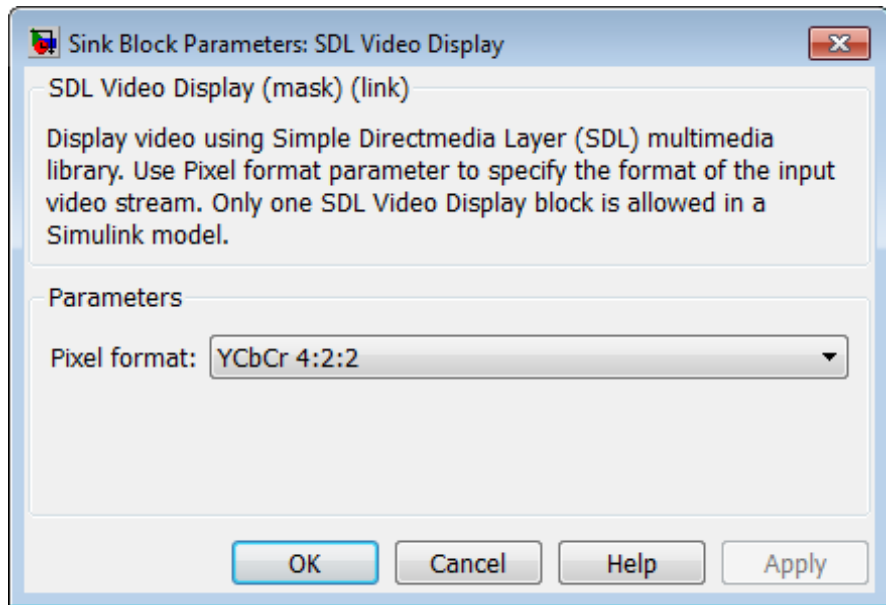 Sink Block Parameters: SDL Video Display
SDL Video Display (mask) (link)
Display video using Simple Directmedia Layer (SDL) multimedia
library. Use Pixel format parameter to specify the format of the input
video stream. Only one SDL Video Display block is allowed in a
Simulink model.
Parameters
Pixel format: YCbCr 4:2:2
OK Cancel Help Apply